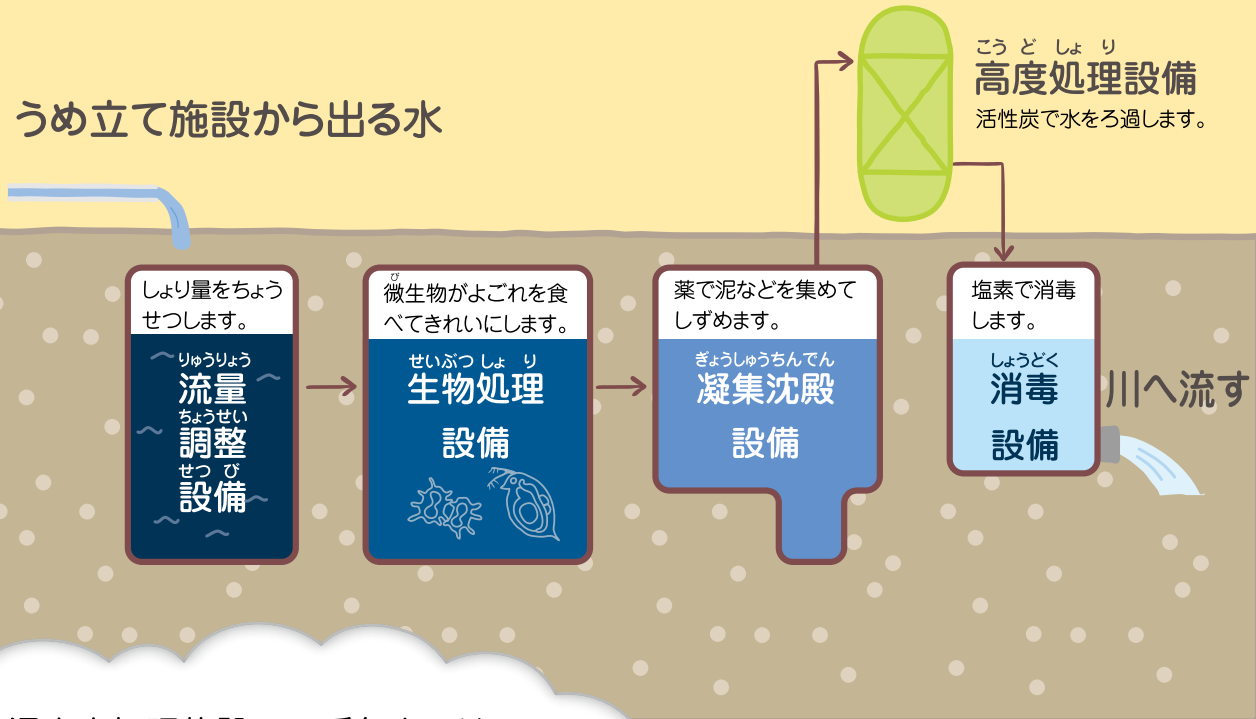 うめ立て施設から出る水
こうどしょり
高度処理設備
活性炭で水をろ過します。
しょり量をちょう
せつします。
りゅうりょう
流量
ちょうせい
調整
せつび
設備
び
微生物がよごれを食
べてきれいにします。
せいぶつしょり
生物処理
設備
薬で泥などを集めて
しずめます。
ぎょうしゅうちんでん
凝集沈殿
設備
塩素で消毒
します。
しょうどく
消毒
設備
川へ流す